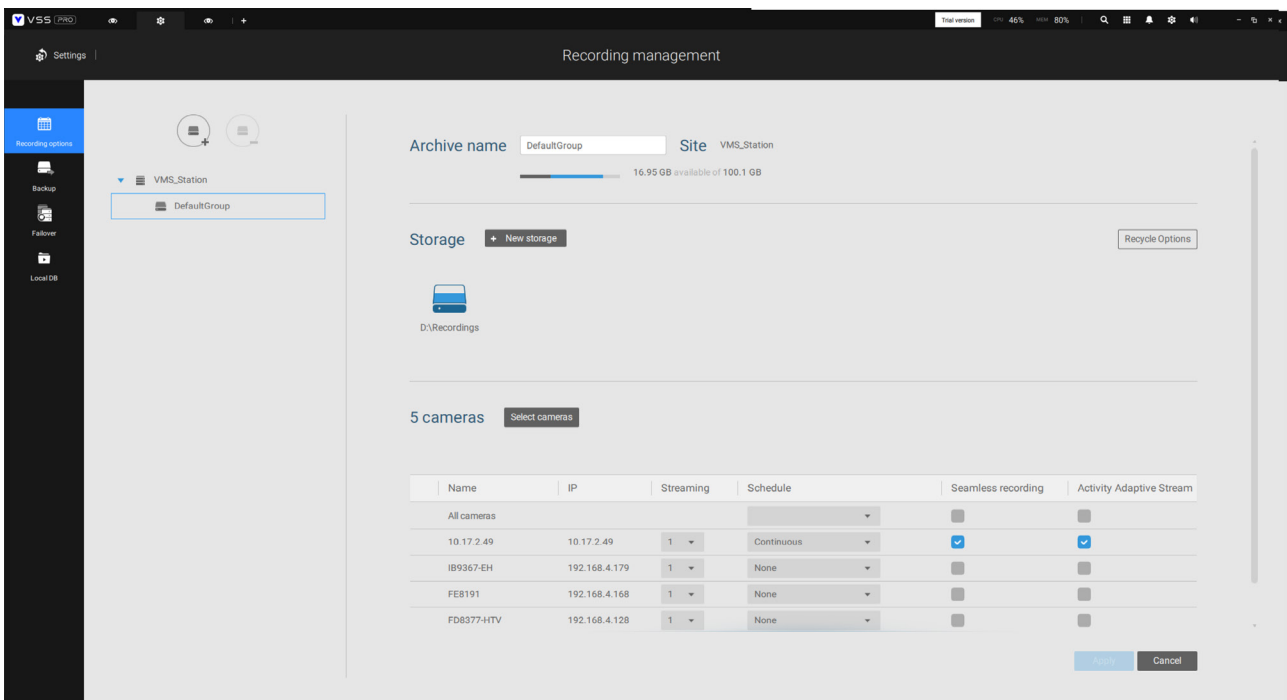 VSS PRO + Trial version CPU 46% MEM 80%
Settings Recording management
Recording options
Backup
Failover
Local DB
VMS_Station
DefaultGroup
Archive name DefaultGroup Site VMS_Station
16.95 GB available of 100.1 GB
Storage + New storage Recycle Options
D:\Recordings
5 cameras Select cameras
Name IP Streaming Schedule Seamless recording Activity Adaptive Stream
All cameras
10.17.2.49 10.17.2.49 1 Continuous
IB9367-EH 192.168.4.179 1 None
FE8191 192.168.4.168 1 None
FD8377-HTV 192.168.4.128 1 None
Apply Cancel